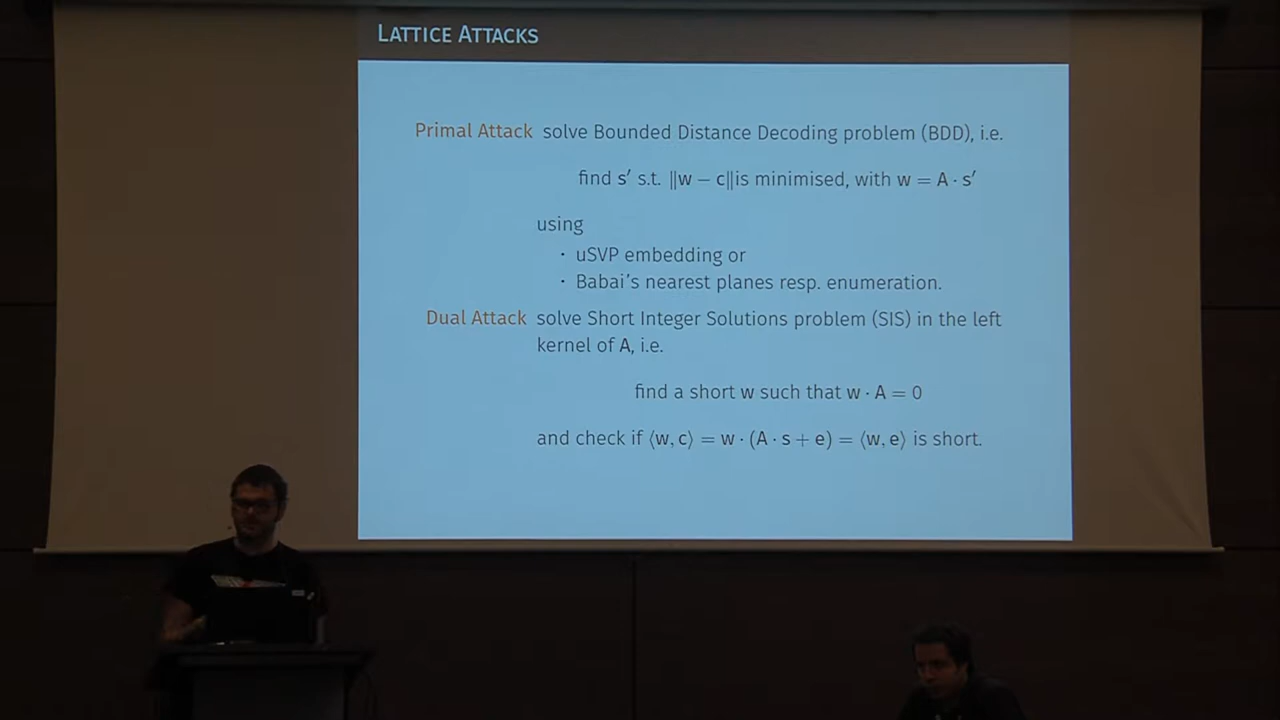 LATTICE ATTACKS
Primal Attack solve Bounded Distance Decoding problem (BDD), i.e.
find s′ s.t. ‖w − c‖is minimised, with w = A · s′
using
· uSVP embedding or
· Babai's nearest planes resp. enumeration.
Dual Attack solve Short Integer Solutions problem (SIS) in the left
kernel of A, i.e.
find a short w such that w · A = 0
and check if ⟨w, c⟩ = w · (A · s + e) = ⟨w, e⟩ is short.